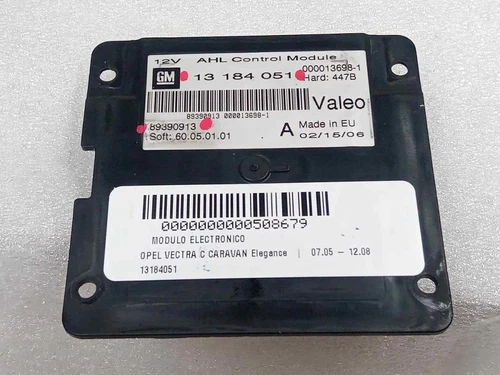 12V AHL Control Module
GM 13 184 051 000013698-1
Hard: 447B
89390913 000013698-1 Valeo
89390913 A Made in EU
Soft: 60.05.01.01 02/15/06
0000000000508679
MODULO ELECTRONICO
OPEL VECTRA C CARAVAN Elegance | 07.05 – 12.08
13184051